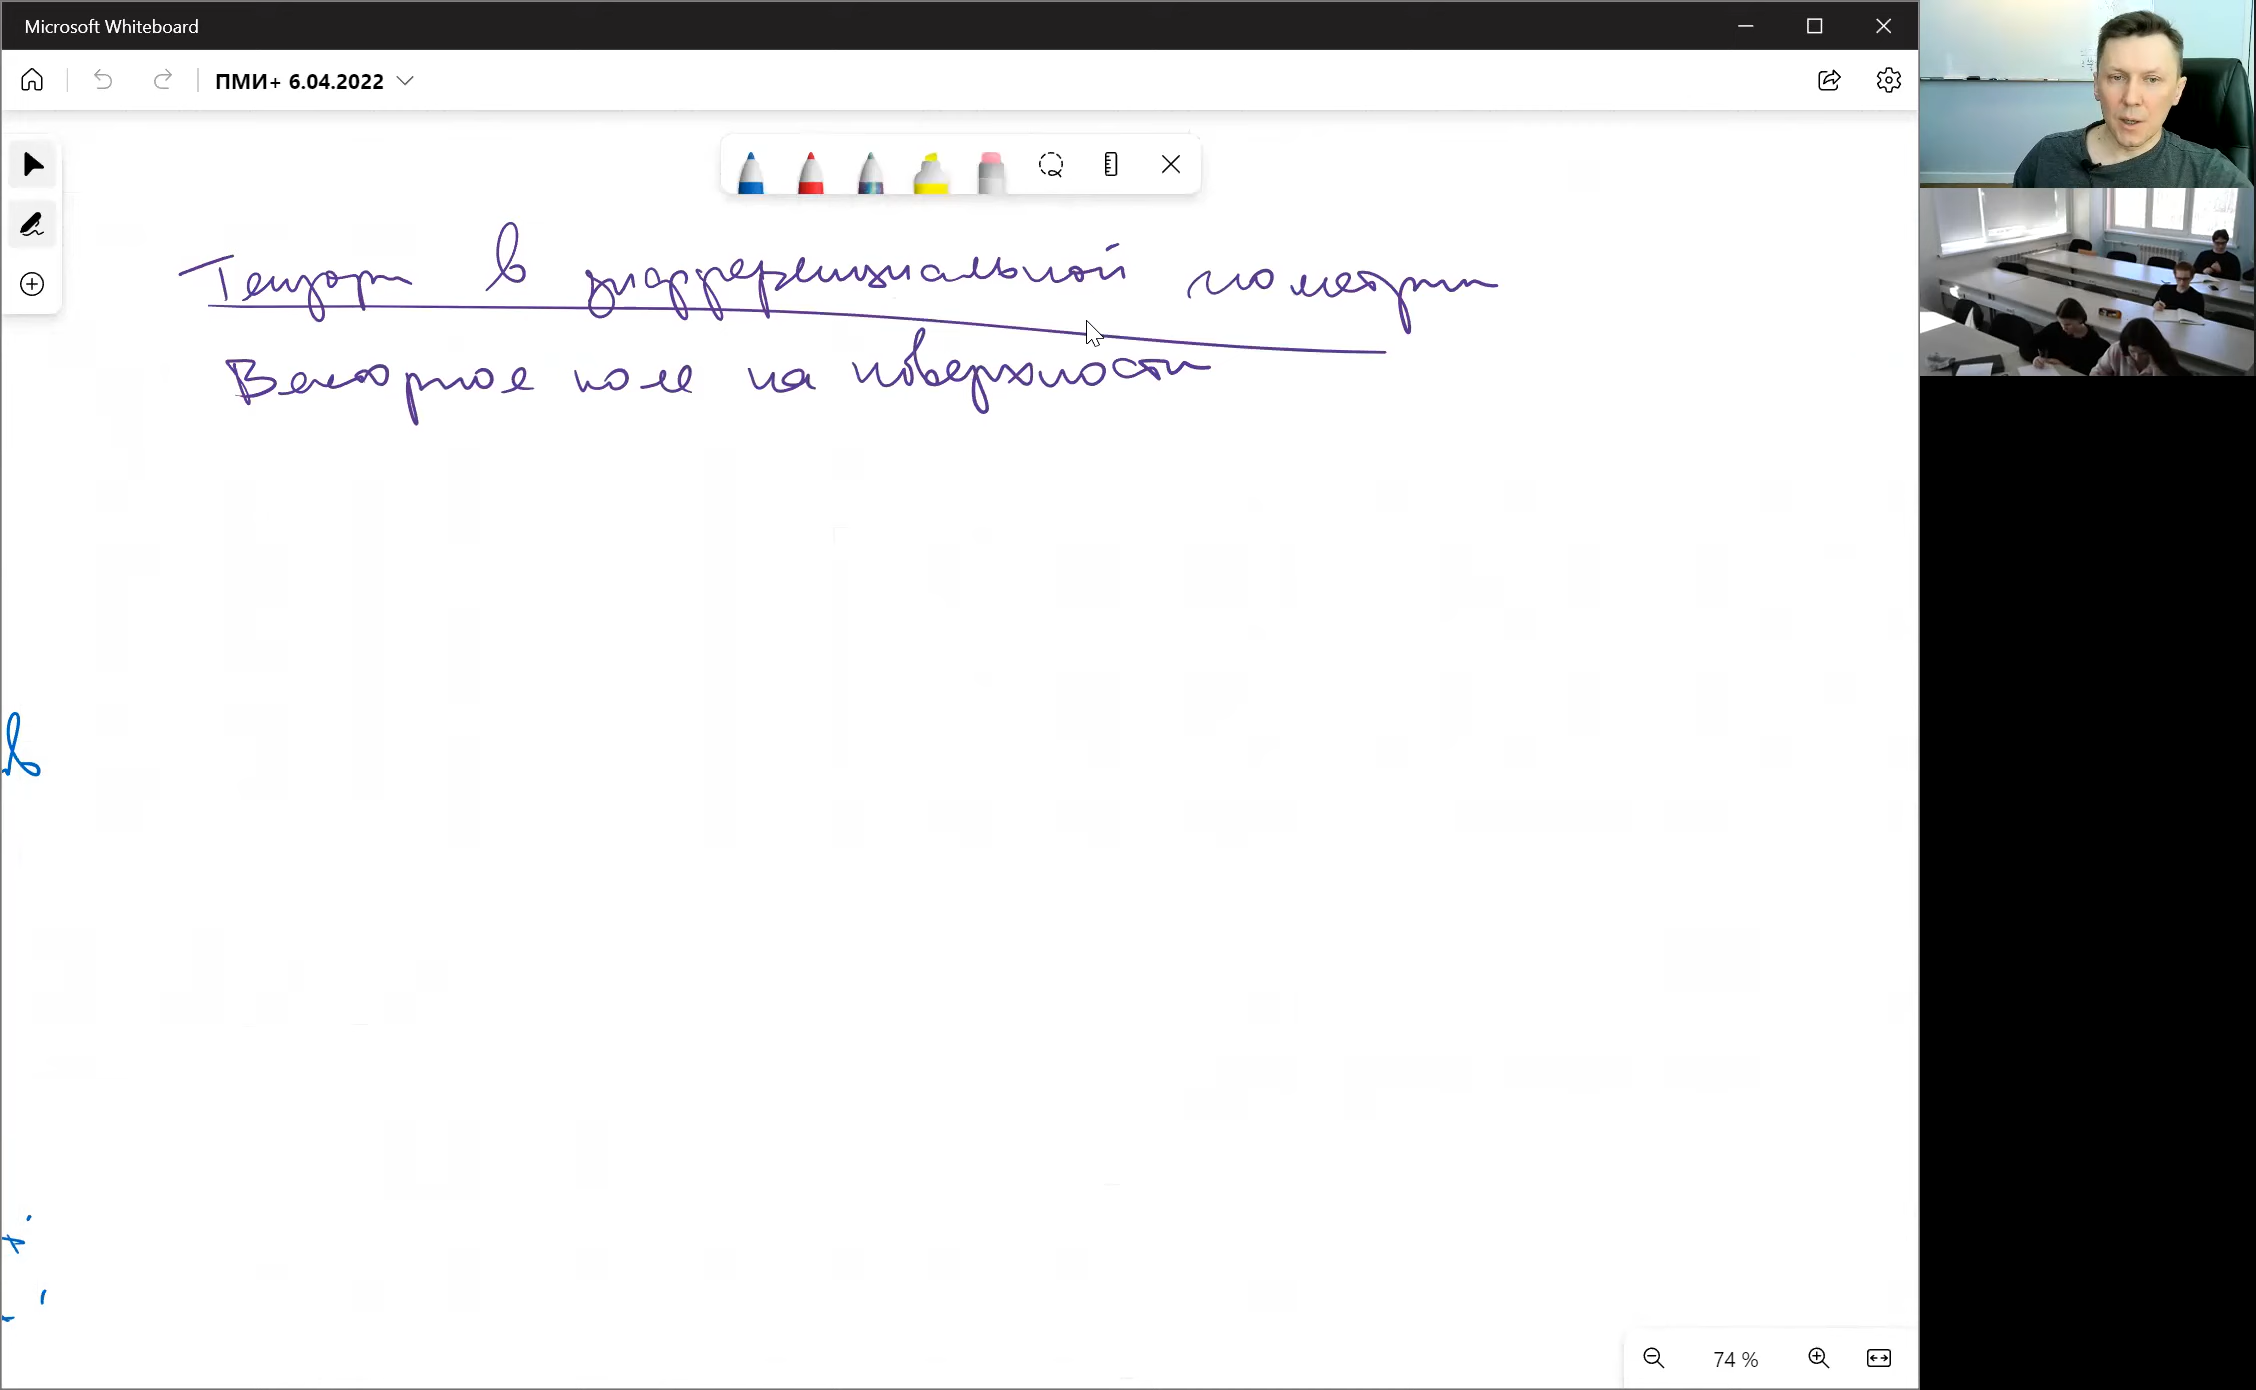 Microsoft Whiteboard
ПМИ+ 6.04.2022
Тензоры в дифференциальной геометрии
Векторное поле на поверхности
в
74 %